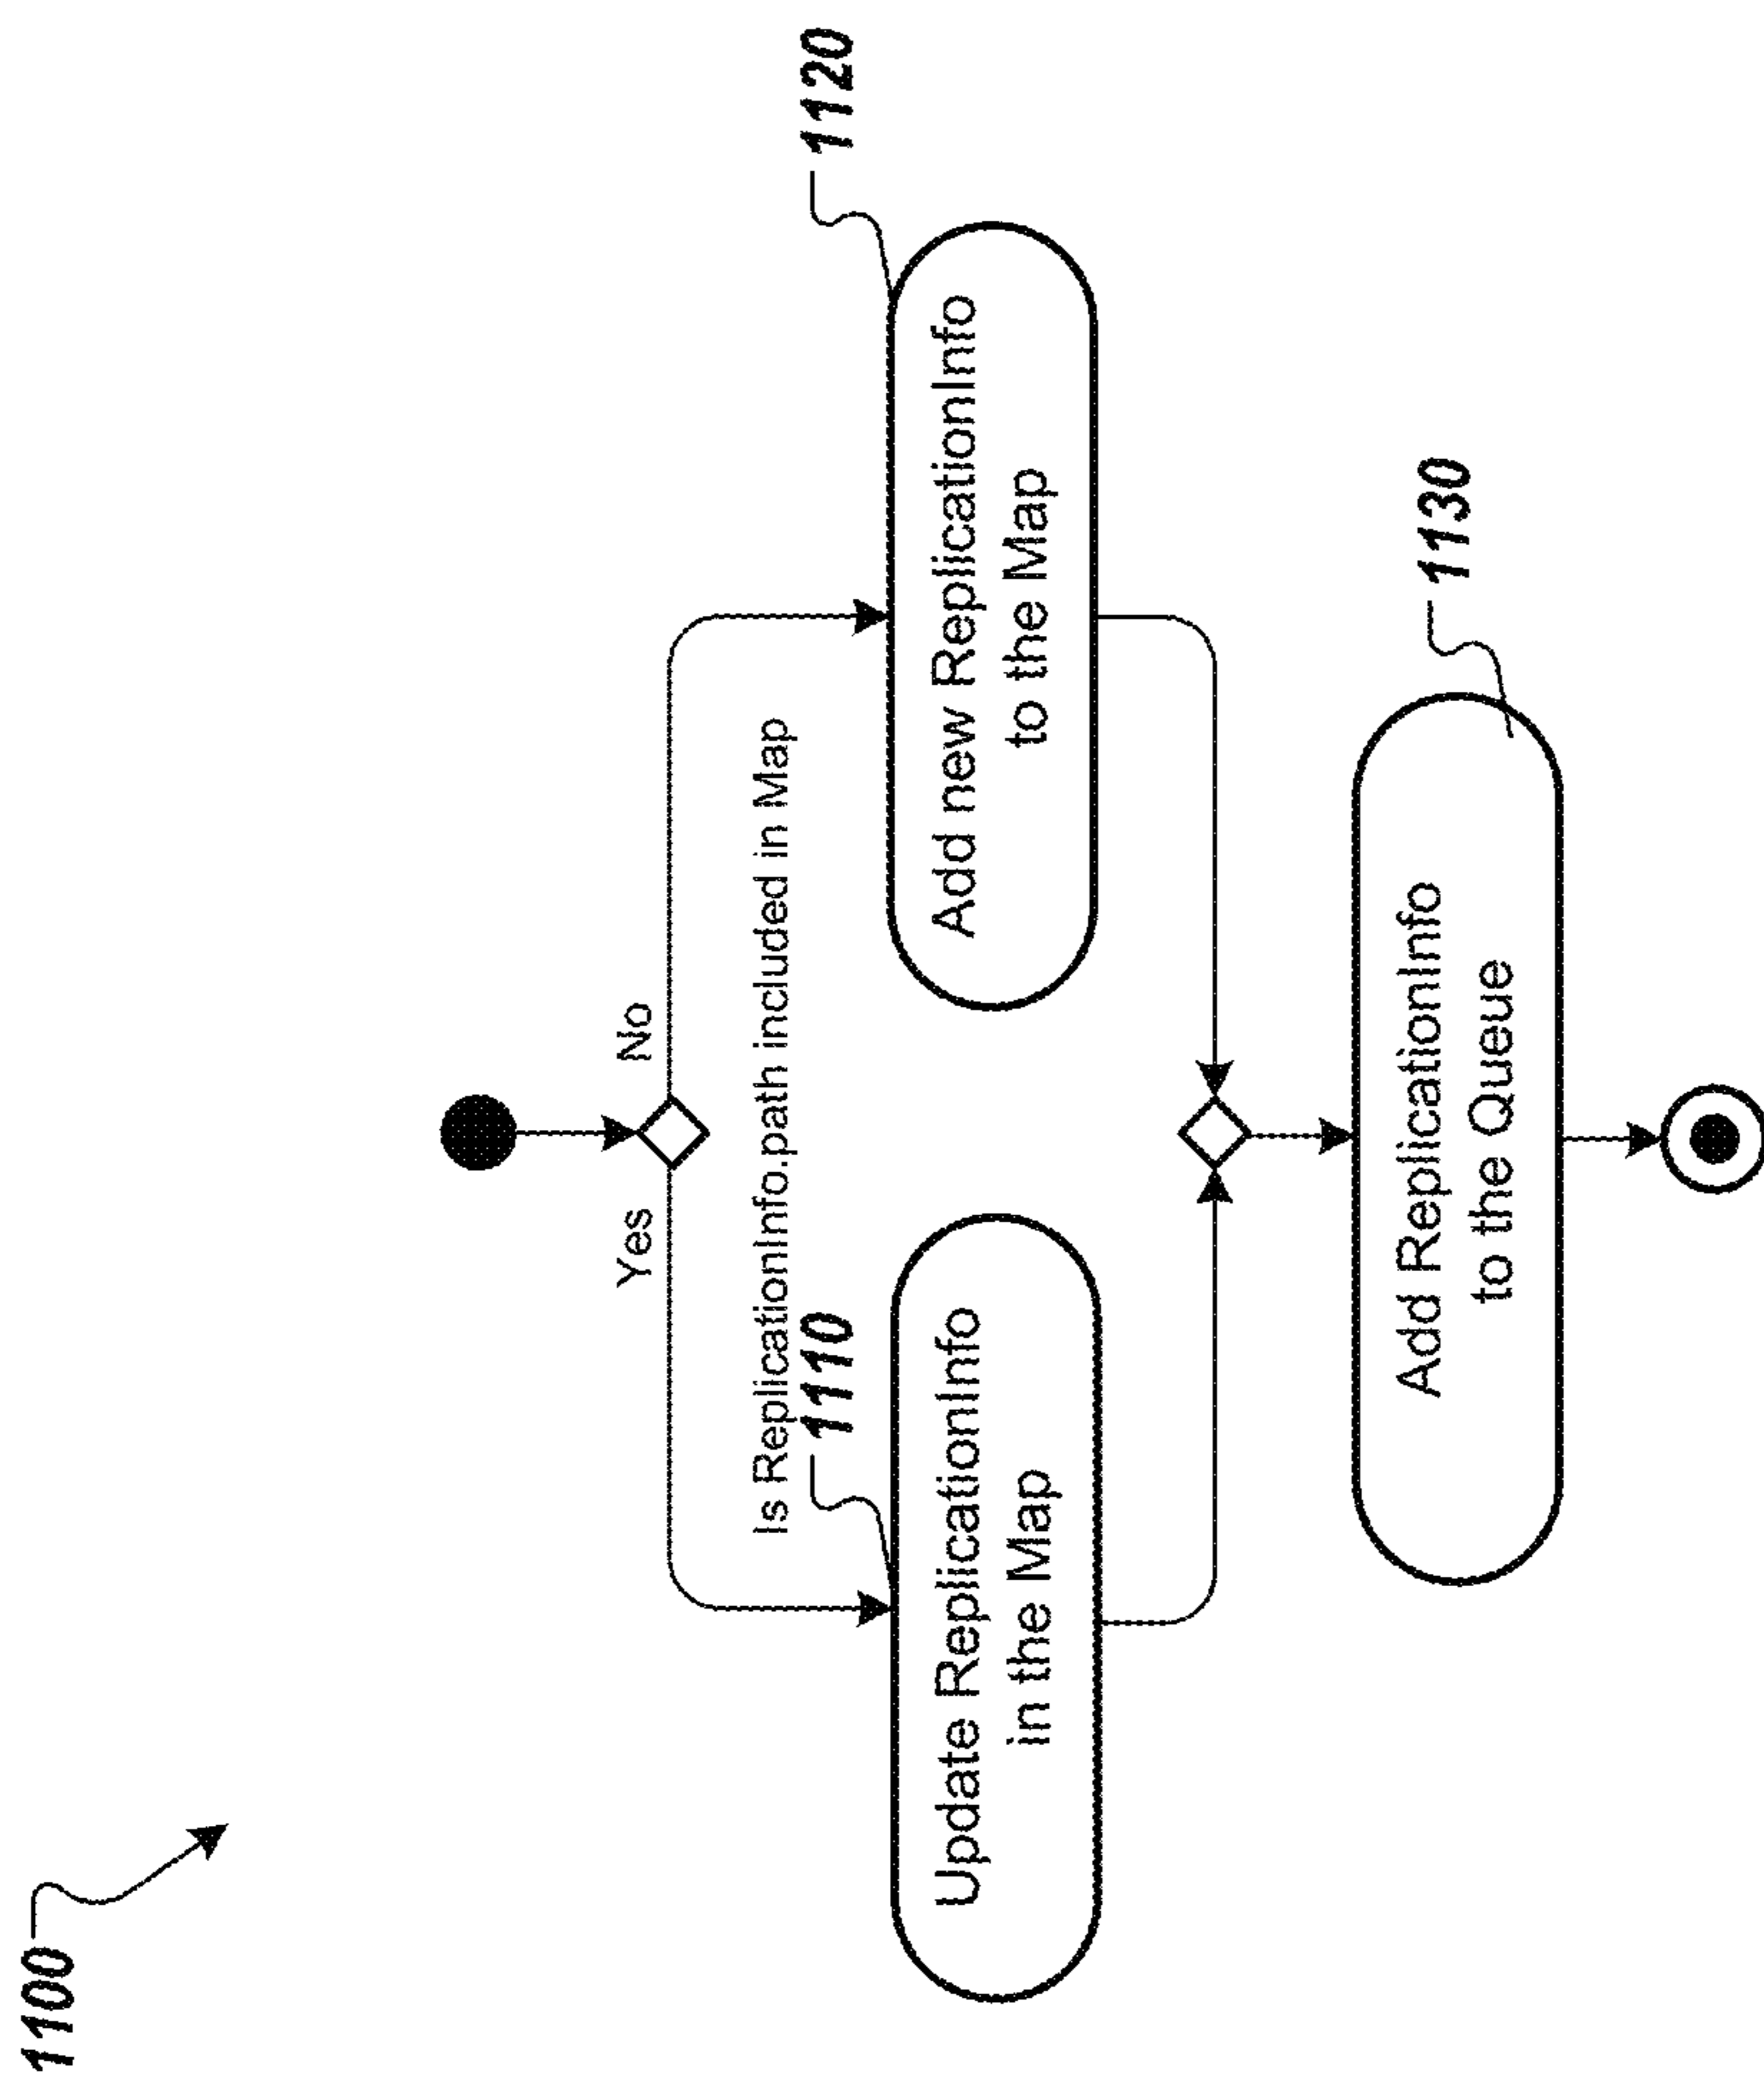 1100
Yes
No
Is ReplicationInfo.path included in Map
1110
1120
Update ReplicationInfo
in the Map
Add new ReplicationInfo
to the Map
1130
Add ReplicationInfo
to the Queue